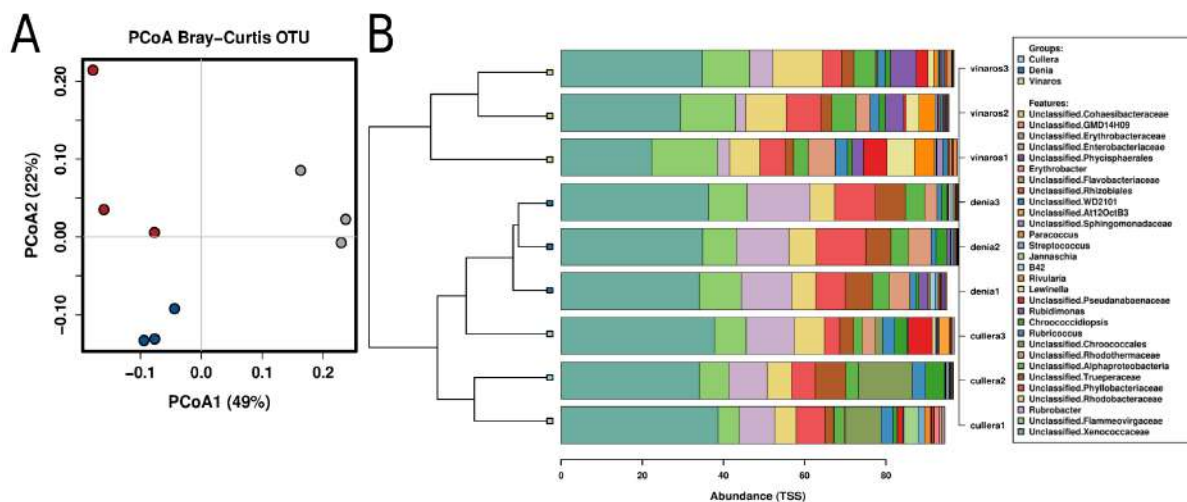 A
PCoA Bray-Curtis OTU
PCoA2 (22%)
0.20
0.10
0.00
-0.10
-0.1
0.0
0.1
0.2
PCoA1 (49%)
B
vinaros3
vinaros2
vinaros1
denia3
denia2
denia1
cullera3
cullera2
cullera1
0
20
40
60
80
Abundance (TSS)
Groups:
Cullera
Denia
Vinaros
Features:
Unclassified.Cohaesibacteraceae
Unclassified.GMD14H09
Unclassified.Erythrobacteraceae
Unclassified.Enterobacteriaceae
Unclassified.Phycisphaerales
Erythrobacter
Unclassified.Flavobacteriaceae
Unclassified.Rhizobiales
Unclassified.WD2101
Unclassified.At12OctB3
Unclassified.Sphingomonadaceae
Paracoccus
Streptococcus
Jannaschia
B42
Rivularia
Lewinella
Unclassified.Pseudanabaenaceae
Rubidimonas
Chroococcidiopsis
Rubricoccus
Unclassified.Chroococcales
Unclassified.Rhodothermaceae
Unclassified.Alphaproteobacteria
Unclassified.Trueperaceae
Unclassified.Phyllobacteriaceae
Unclassified.Rhodobacteraceae
Rubrobacter
Unclassified.Flammeovirgaceae
Unclassified.Xenococcaceae